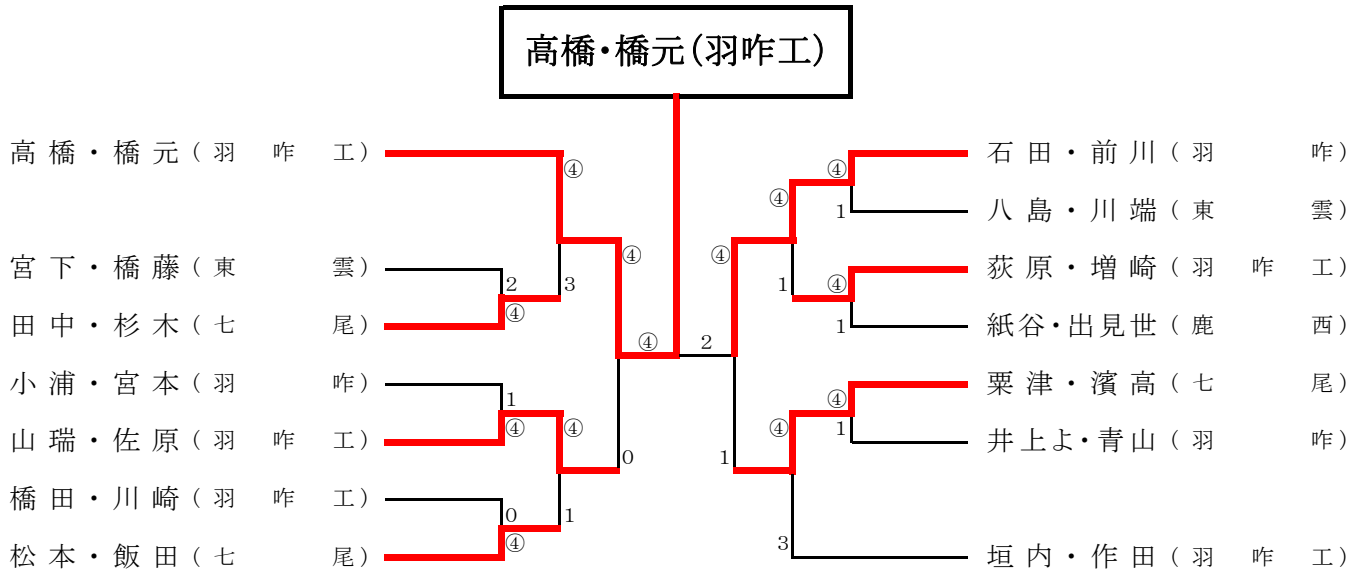 高橋・橋元(羽咋工)
高橋・橋元(羽咋工)
④
宮下・橋藤(東雲)
2
3
④
田中・杉木(七尾)
④
小浦・宮本(羽咋)
1
④
④
山瑞・佐原(羽咋工)
0
橋田・川崎(羽咋工)
0
1
④
松本・飯田(七尾)
④
2
石田・前川(羽咋)
④
④
1
八島・川端(東雲)
④
荻原・増崎(羽咋工)
1
④
1
紙谷・出見世(鹿西)
粟津・濱高(七尾)
④
④
1
井上よ・青山(羽咋)
1
3
垣内・作田(羽咋工)